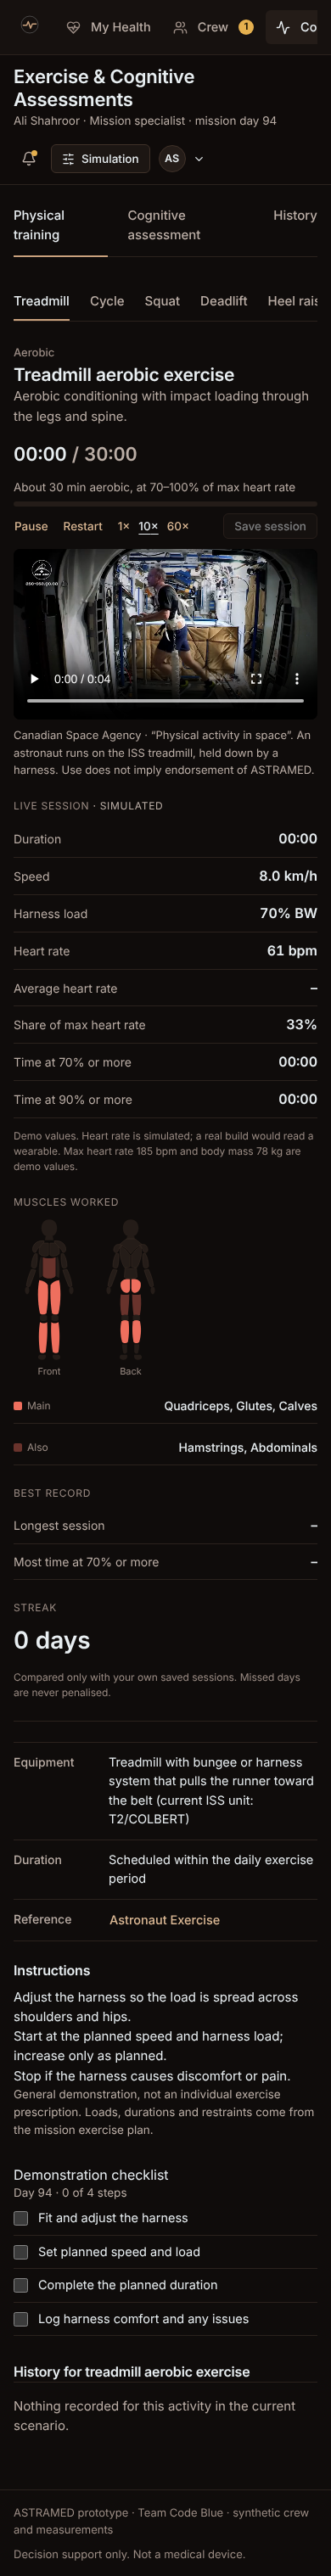 My Health
Crew
1
Co
Exercise & Cognitive
Assessments
Ali Shahroor · Mission specialist · mission day 94
Simulation
AS
Physical
training
Cognitive
assessment
History
Treadmill
Cycle
Squat
Deadlift
Heel rais
Aerobic
Treadmill aerobic exercise
Aerobic conditioning with impact loading through
the legs and spine.
00:00 / 30:00
About 30 min aerobic, at 70–100% of max heart rate
Pause
Restart
1×
10×
60×
Save session
0:00 / 0:04
Canadian Space Agency · “Physical activity in space”. An
astronaut runs on the ISS treadmill, held down by a
harness. Use does not imply endorsement of ASTRAMED.
LIVE SESSION · SIMULATED
Duration 00:00
Speed 8.0 km/h
Harness load 70% BW
Heart rate 61 bpm
Average heart rate –
Share of max heart rate 33%
Time at 70% or more 00:00
Time at 90% or more 00:00
Demo values. Heart rate is simulated; a real build would read a
wearable. Max heart rate 185 bpm and body mass 78 kg are
demo values.
MUSCLES WORKED
Front
Back
Main Quadriceps, Glutes, Calves
Also Hamstrings, Abdominals
BEST RECORD
Longest session –
Most time at 70% or more –
STREAK
0 days
Compared only with your own saved sessions. Missed days
are never penalised.
Equipment
Treadmill with bungee or harness
system that pulls the runner toward
the belt (current ISS unit:
T2/COLBERT)
Duration
Scheduled within the daily exercise
period
Reference
Astronaut Exercise
Instructions
Adjust the harness so the load is spread across
shoulders and hips.
Start at the planned speed and harness load;
increase only as planned.
Stop if the harness causes discomfort or pain.
General demonstration, not an individual exercise
prescription. Loads, durations and restraints come from
the mission exercise plan.
Demonstration checklist
Day 94 · 0 of 4 steps
Fit and adjust the harness
Set planned speed and load
Complete the planned duration
Log harness comfort and any issues
History for treadmill aerobic exercise
Nothing recorded for this activity in the current
scenario.
ASTRAMED prototype · Team Code Blue · synthetic crew
and measurements
Decision support only. Not a medical device.